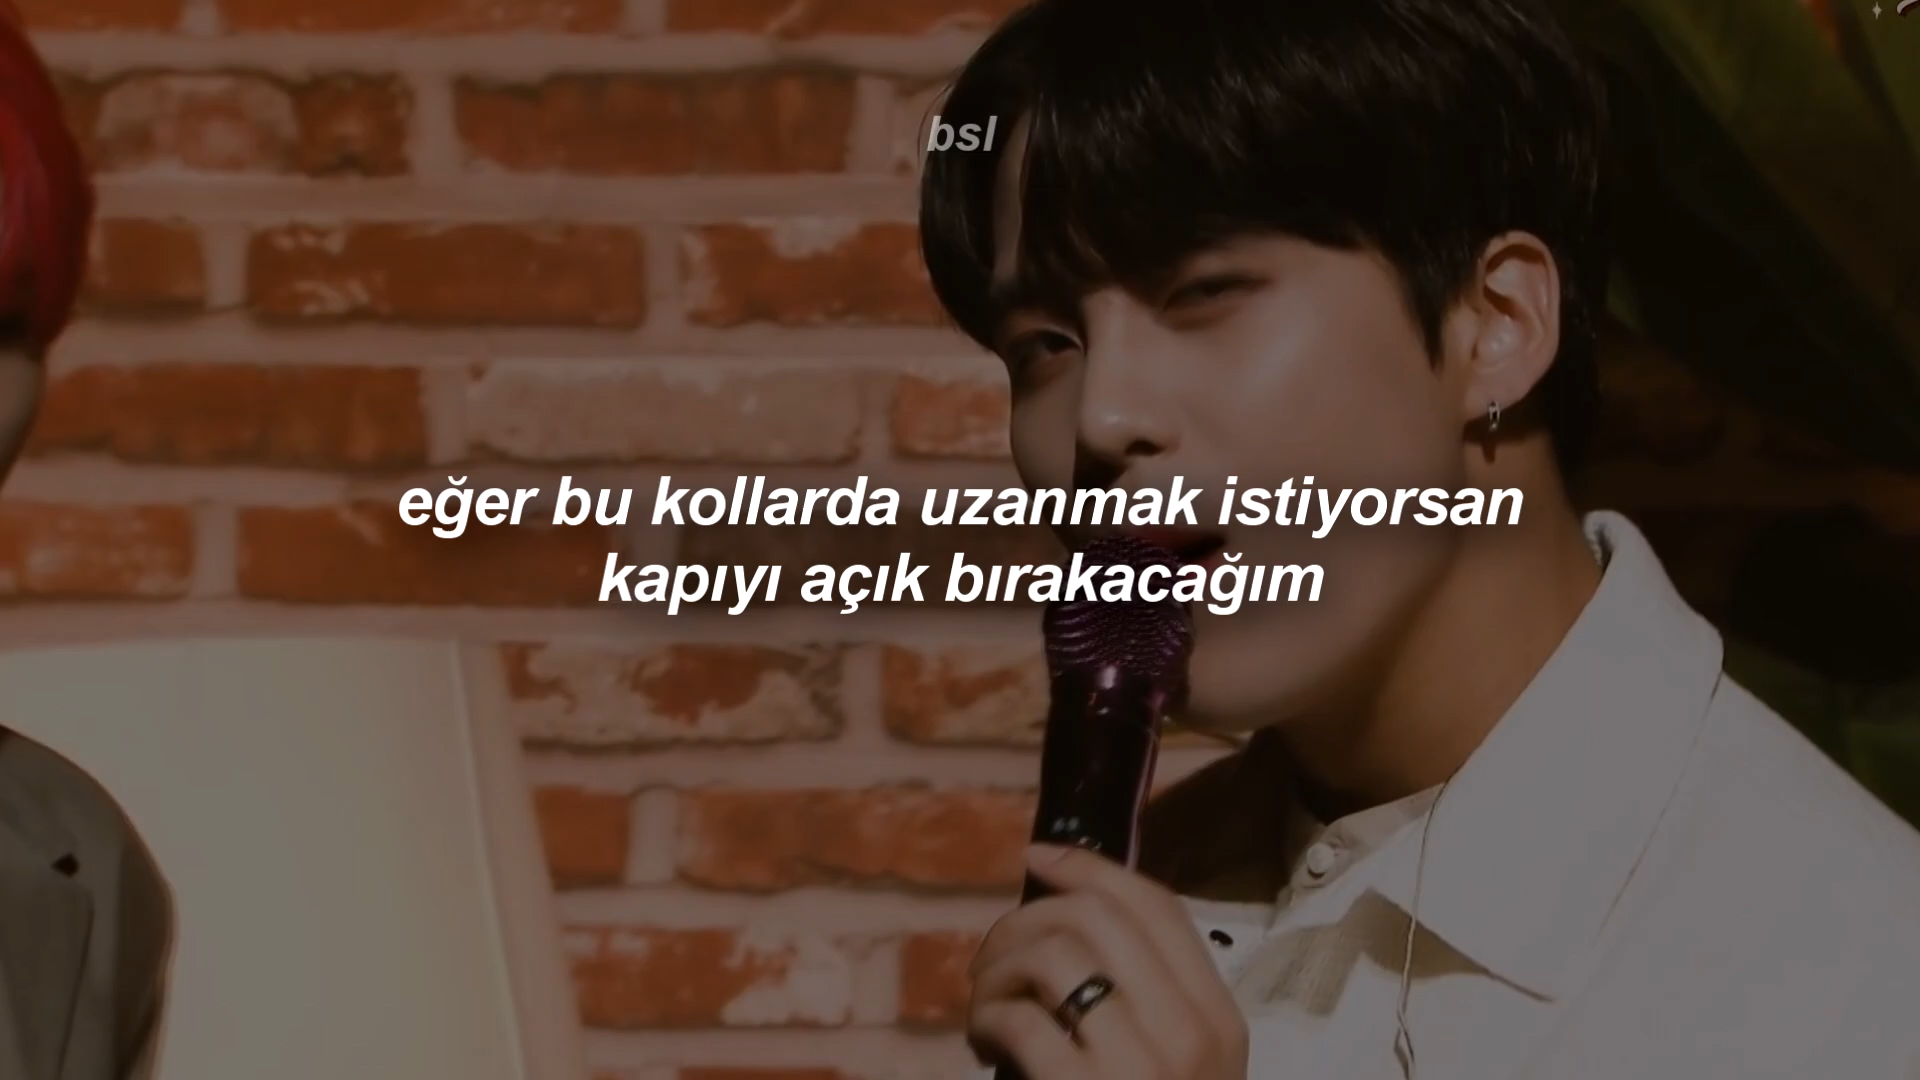 bsl
eğer bu kollarda uzanmak istiyorsan
kapıyı açık bırakacağım